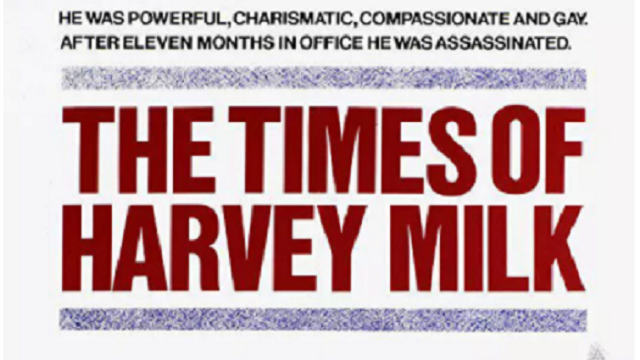 HE WAS POWERFUL, CHARISMATIC, COMPASSIONATE AND GAY.
AFTER ELEVEN MONTHS IN OFFICE HE WAS ASSASSINATED.
THE TIMES OF
HARVEY MILK